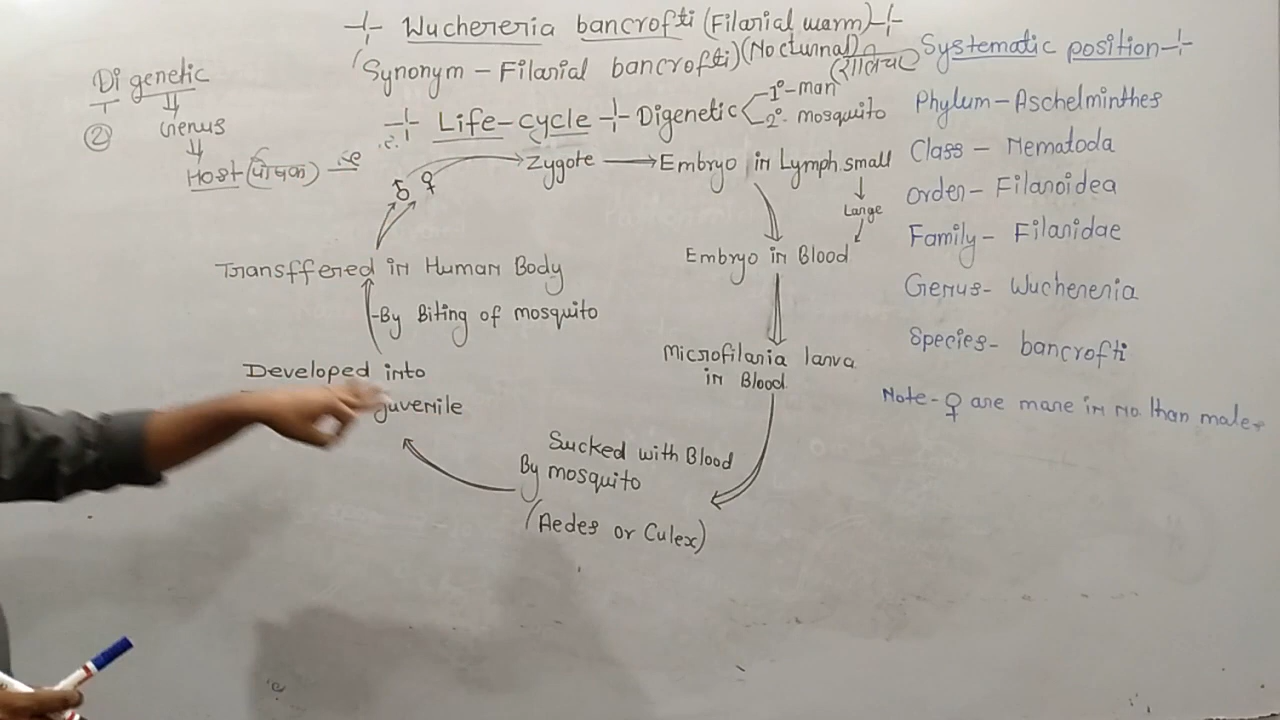 Wuchereria bancrofti (Filarial warm)
(Synonym - Filarial bancrofti) (Nocturnal)
Life-cycle Digenetic
1° - man
2° - mosquito
Digenetic
2
Genus
Host (पोषक)
♂ ♀
Zygote → Embryo in Lymph small
Large
Embryo in Blood
Microfilaria larva
in Blood
Sucked with Blood
By mosquito
(Aedes or Culex)
Developed into
juvenile
By Biting of mosquito
Transffered in Human Body
Systematic position
Phylum - Aschelminthes
Class - Nematoda
Order - Filarioidea
Family - Filaridae
Genus - Wuchereria
Species - bancrofti
Note - ♀ are more in no. than male